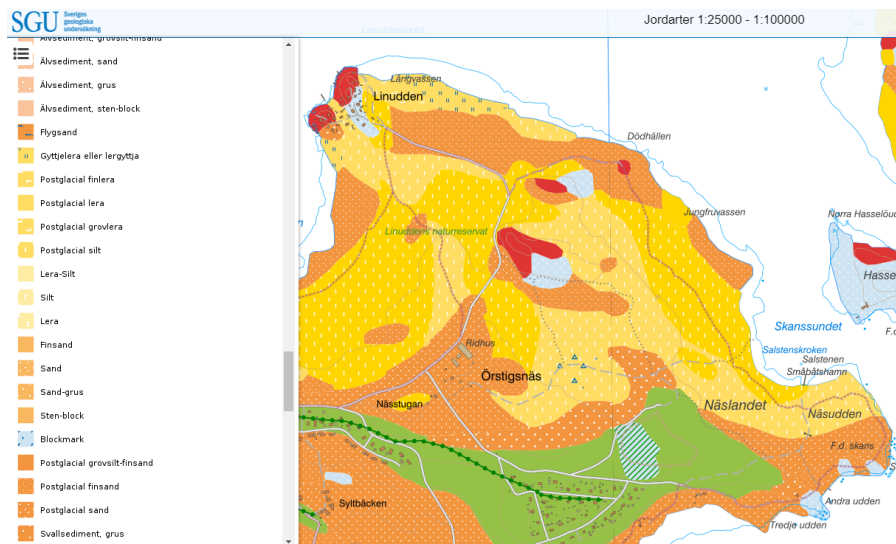 SGU Sveriges
geologiska
undersökning
Jordarter 1:25000 - 1:100000
Älvsediment, grovsilt-finsand
Älvsediment, sand
Älvsediment, grus
Älvsediment, sten-block
Flygsand
Gyttjelera eller lergyttja
Postglacial finlera
Postglacial lera
Postglacial grovlera
Postglacial silt
Lera-Silt
Silt
Lera
Finsand
Sand
Sand-grus
Sten-block
Blockmark
Postglacial grovsilt-finsand
Postglacial finsand
Postglacial sand
Svallsediment, grus
Linuddesundet
Långvassen
Linudden
Dödhällen
Jungfruvassen
Norra Hasselöud
Linuddens naturreservat
Hasse
Skanssundet
F.d
Ridhus
Salstenskroken
Salstenen
Småbåtshamn
Örstigsnäs
Nässtugan
Näslandet
Näsudden
F.d. skans
S
Syltbäcken
Andra udden
Tredje udden